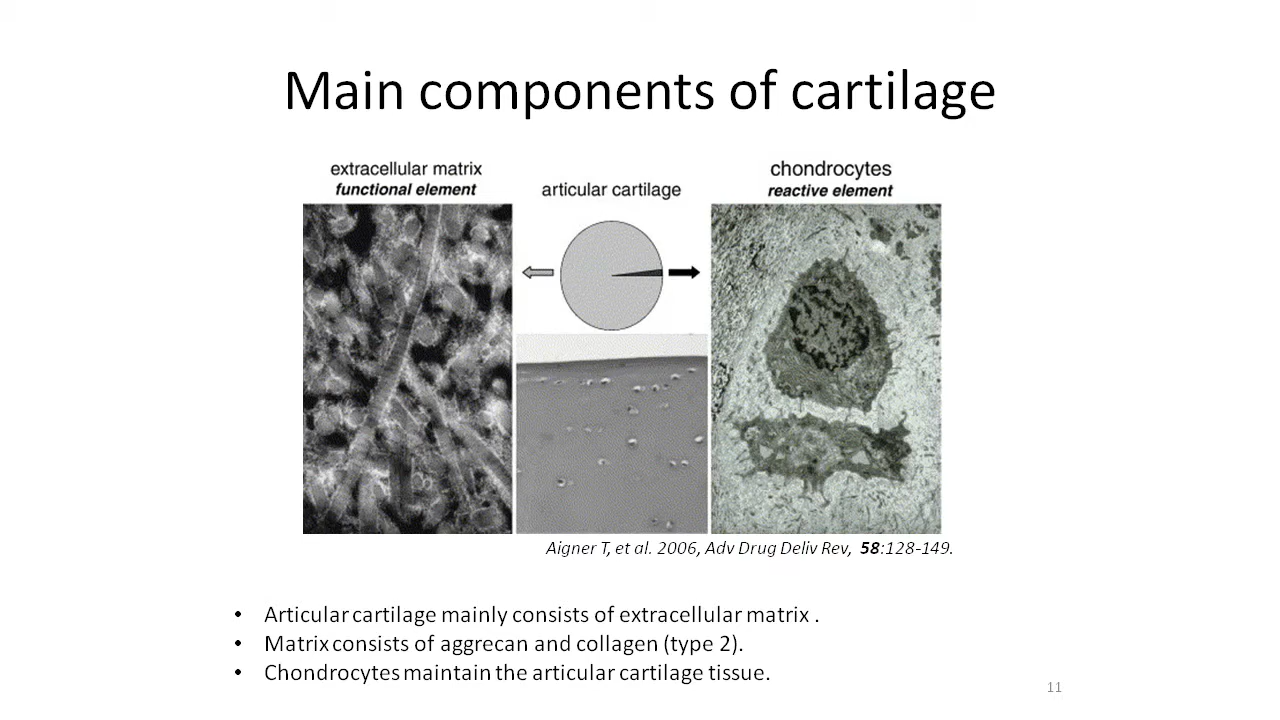 Main components of cartilage
extracellular matrix
functional element
articular cartilage
chondrocytes
reactive element
Aigner T, et al. 2006, Adv Drug Deliv Rev, 58:128-149.
• Articular cartilage mainly consists of extracellular matrix .
• Matrix consists of aggrecan and collagen (type 2).
• Chondrocytes maintain the articular cartilage tissue.
11